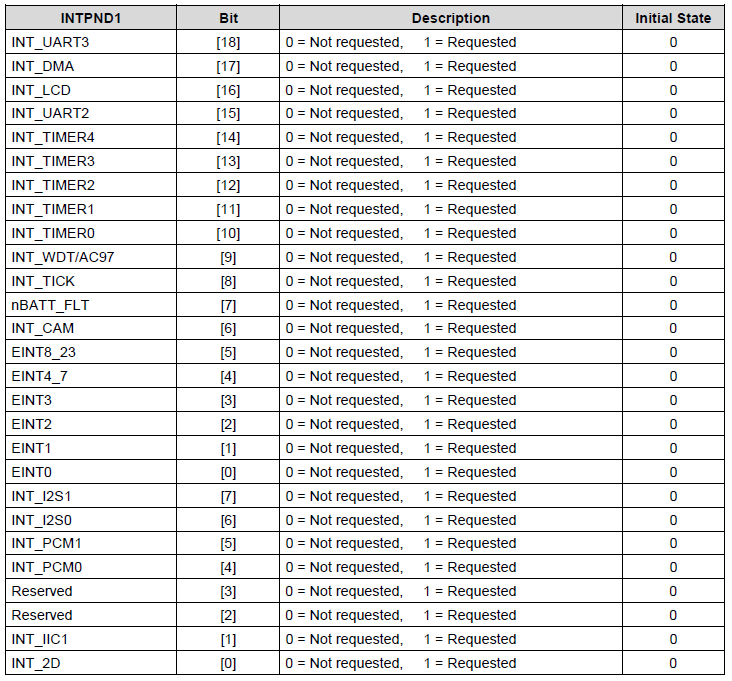 INTPND1 Bit Description Initial State
INT_UART3 [18] 0 = Not requested, 1 = Requested 0
INT_DMA [17] 0 = Not requested, 1 = Requested 0
INT_LCD [16] 0 = Not requested, 1 = Requested 0
INT_UART2 [15] 0 = Not requested, 1 = Requested 0
INT_TIMER4 [14] 0 = Not requested, 1 = Requested 0
INT_TIMER3 [13] 0 = Not requested, 1 = Requested 0
INT_TIMER2 [12] 0 = Not requested, 1 = Requested 0
INT_TIMER1 [11] 0 = Not requested, 1 = Requested 0
INT_TIMER0 [10] 0 = Not requested, 1 = Requested 0
INT_WDT/AC97 [9] 0 = Not requested, 1 = Requested 0
INT_TICK [8] 0 = Not requested, 1 = Requested 0
nBATT_FLT [7] 0 = Not requested, 1 = Requested 0
INT_CAM [6] 0 = Not requested, 1 = Requested 0
EINT8_23 [5] 0 = Not requested, 1 = Requested 0
EINT4_7 [4] 0 = Not requested, 1 = Requested 0
EINT3 [3] 0 = Not requested, 1 = Requested 0
EINT2 [2] 0 = Not requested, 1 = Requested 0
EINT1 [1] 0 = Not requested, 1 = Requested 0
EINT0 [0] 0 = Not requested, 1 = Requested 0
INT_I2S1 [7] 0 = Not requested, 1 = Requested 0
INT_I2S0 [6] 0 = Not requested, 1 = Requested 0
INT_PCM1 [5] 0 = Not requested, 1 = Requested 0
INT_PCM0 [4] 0 = Not requested, 1 = Requested 0
Reserved [3] 0 = Not requested, 1 = Requested 0
Reserved [2] 0 = Not requested, 1 = Requested 0
INT_IIC1 [1] 0 = Not requested, 1 = Requested 0
INT_2D [0] 0 = Not requested, 1 = Requested 0